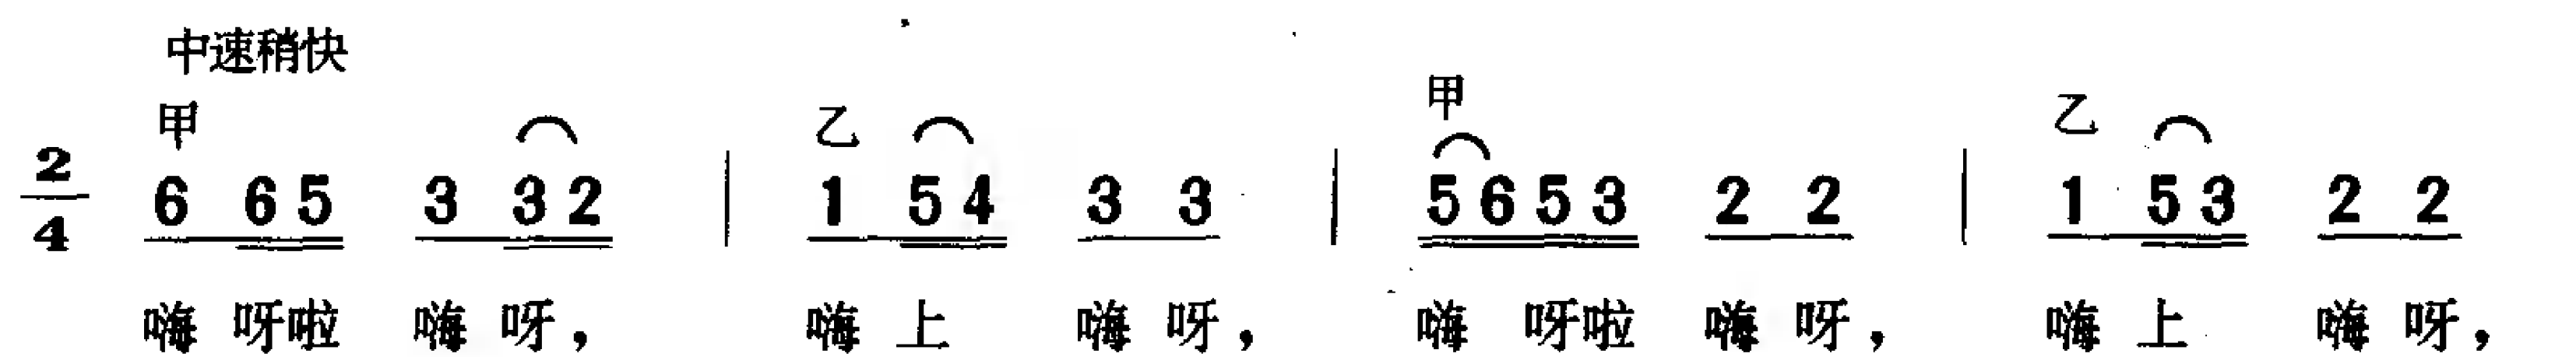 中速稍快
甲 乙 甲 乙
2/4 6 65 3 32 | 1 54 3 3 | 5653 2 2 | 1 53 2 2
嗨 呀啦 嗨 呀， 嗨 上 嗨 呀， 嗨 呀啦 嗨 呀， 嗨 上 嗨 呀，